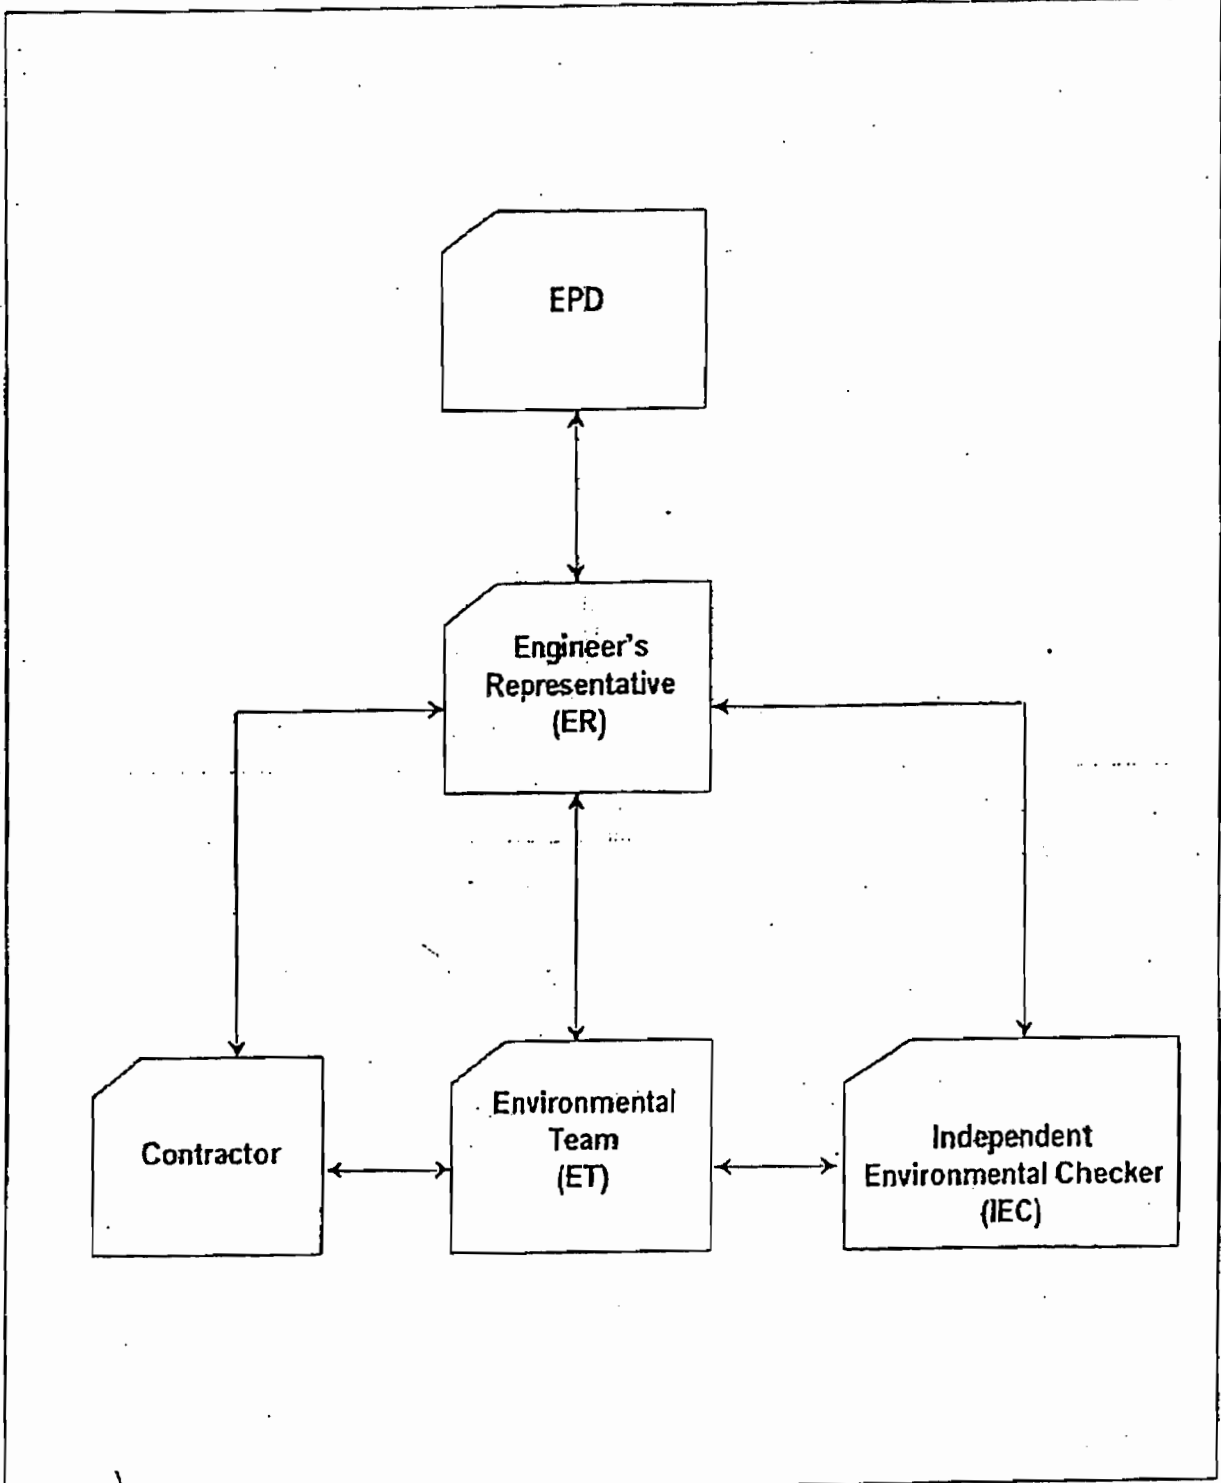 EPD
Engineer's
Representative
(ER)
Contractor
Environmental
Team
(ET)
Independent
Environmental Checker
(IEC)